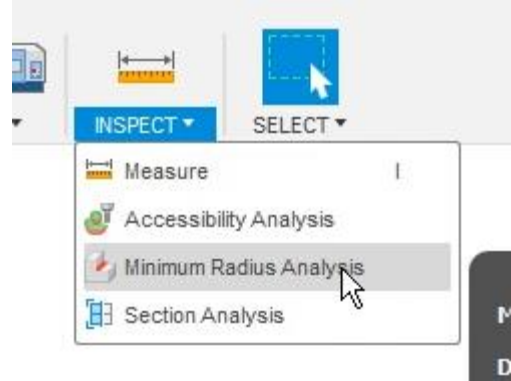 INSPECT SELECT
Measure I
Accessibility Analysis
Minimum Radius Analysis
Section Analysis
M
D